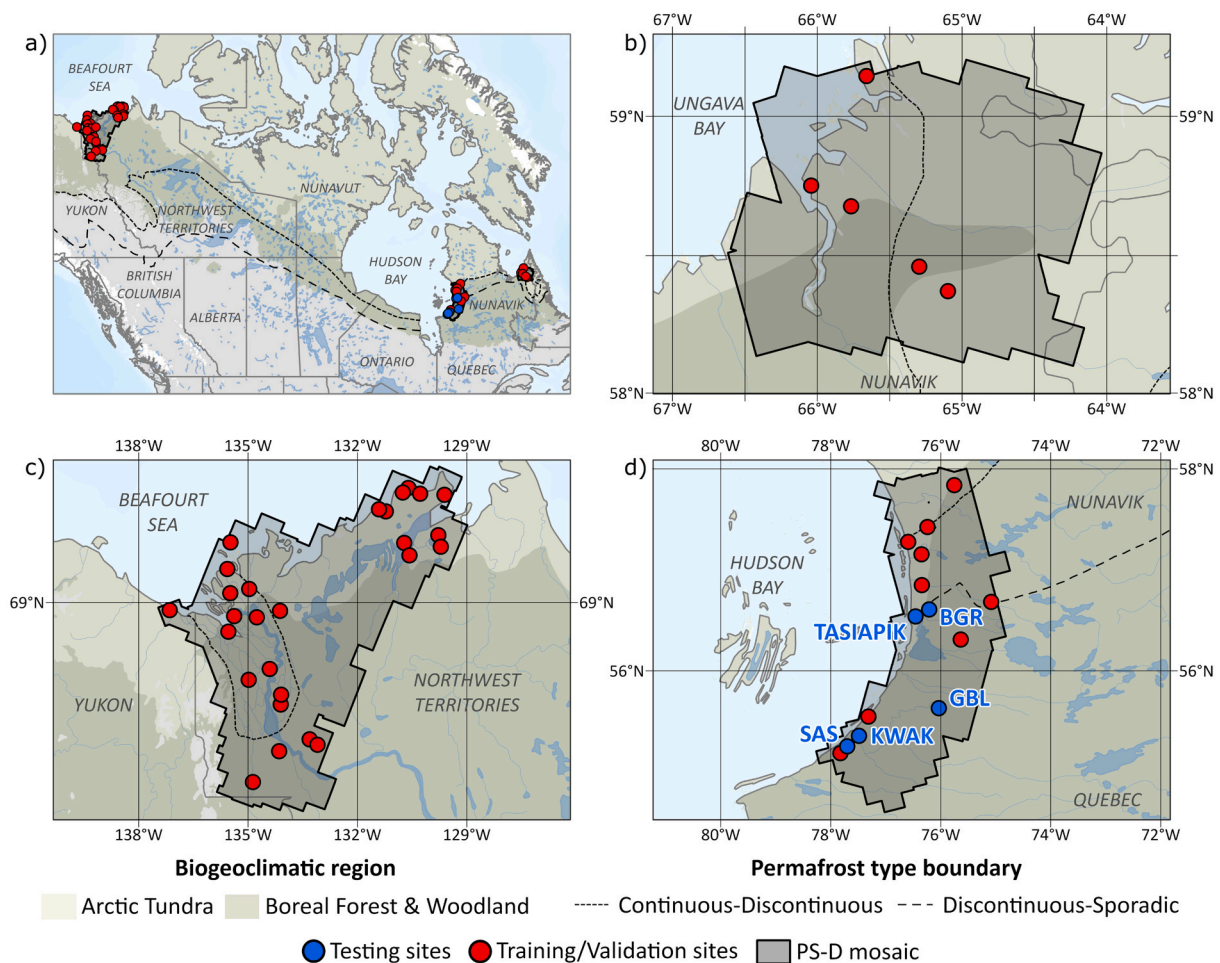 a)
BEAFOURT
SEA
YUKON
NORTHWEST
TERRITORIES
NUNAVUT
BRITISH
COLUMBIA
ALBERTA
HUDSON
BAY
NUNAVIK
ONTARIO
QUEBEC
67°W 66°W 65°W 64°W
b)
UNGAVA
BAY
59°N
NUNAVIK
58°N 58°N
67°W 66°W 65°W 64°W
138°W 135°W 132°W 129°W
c)
BEAFOURT
SEA
69°N 69°N
YUKON
NORTHWEST
TERRITORIES
138°W 135°W 132°W 129°W
80°W 78°W 76°W 74°W 72°W
d)
58°N
NUNAVIK
HUDSON
BAY
TASIAPIK
BGR
56°N
GBL
SAS
KWAK
QUEBEC
80°W 78°W 76°W 74°W 72°W
Biogeoclimatic region
Permafrost type boundary
Arctic Tundra Boreal Forest & Woodland Continuous-Discontinuous Discontinuous-Sporadic
Testing sites Training/Validation sites PS-D mosaic